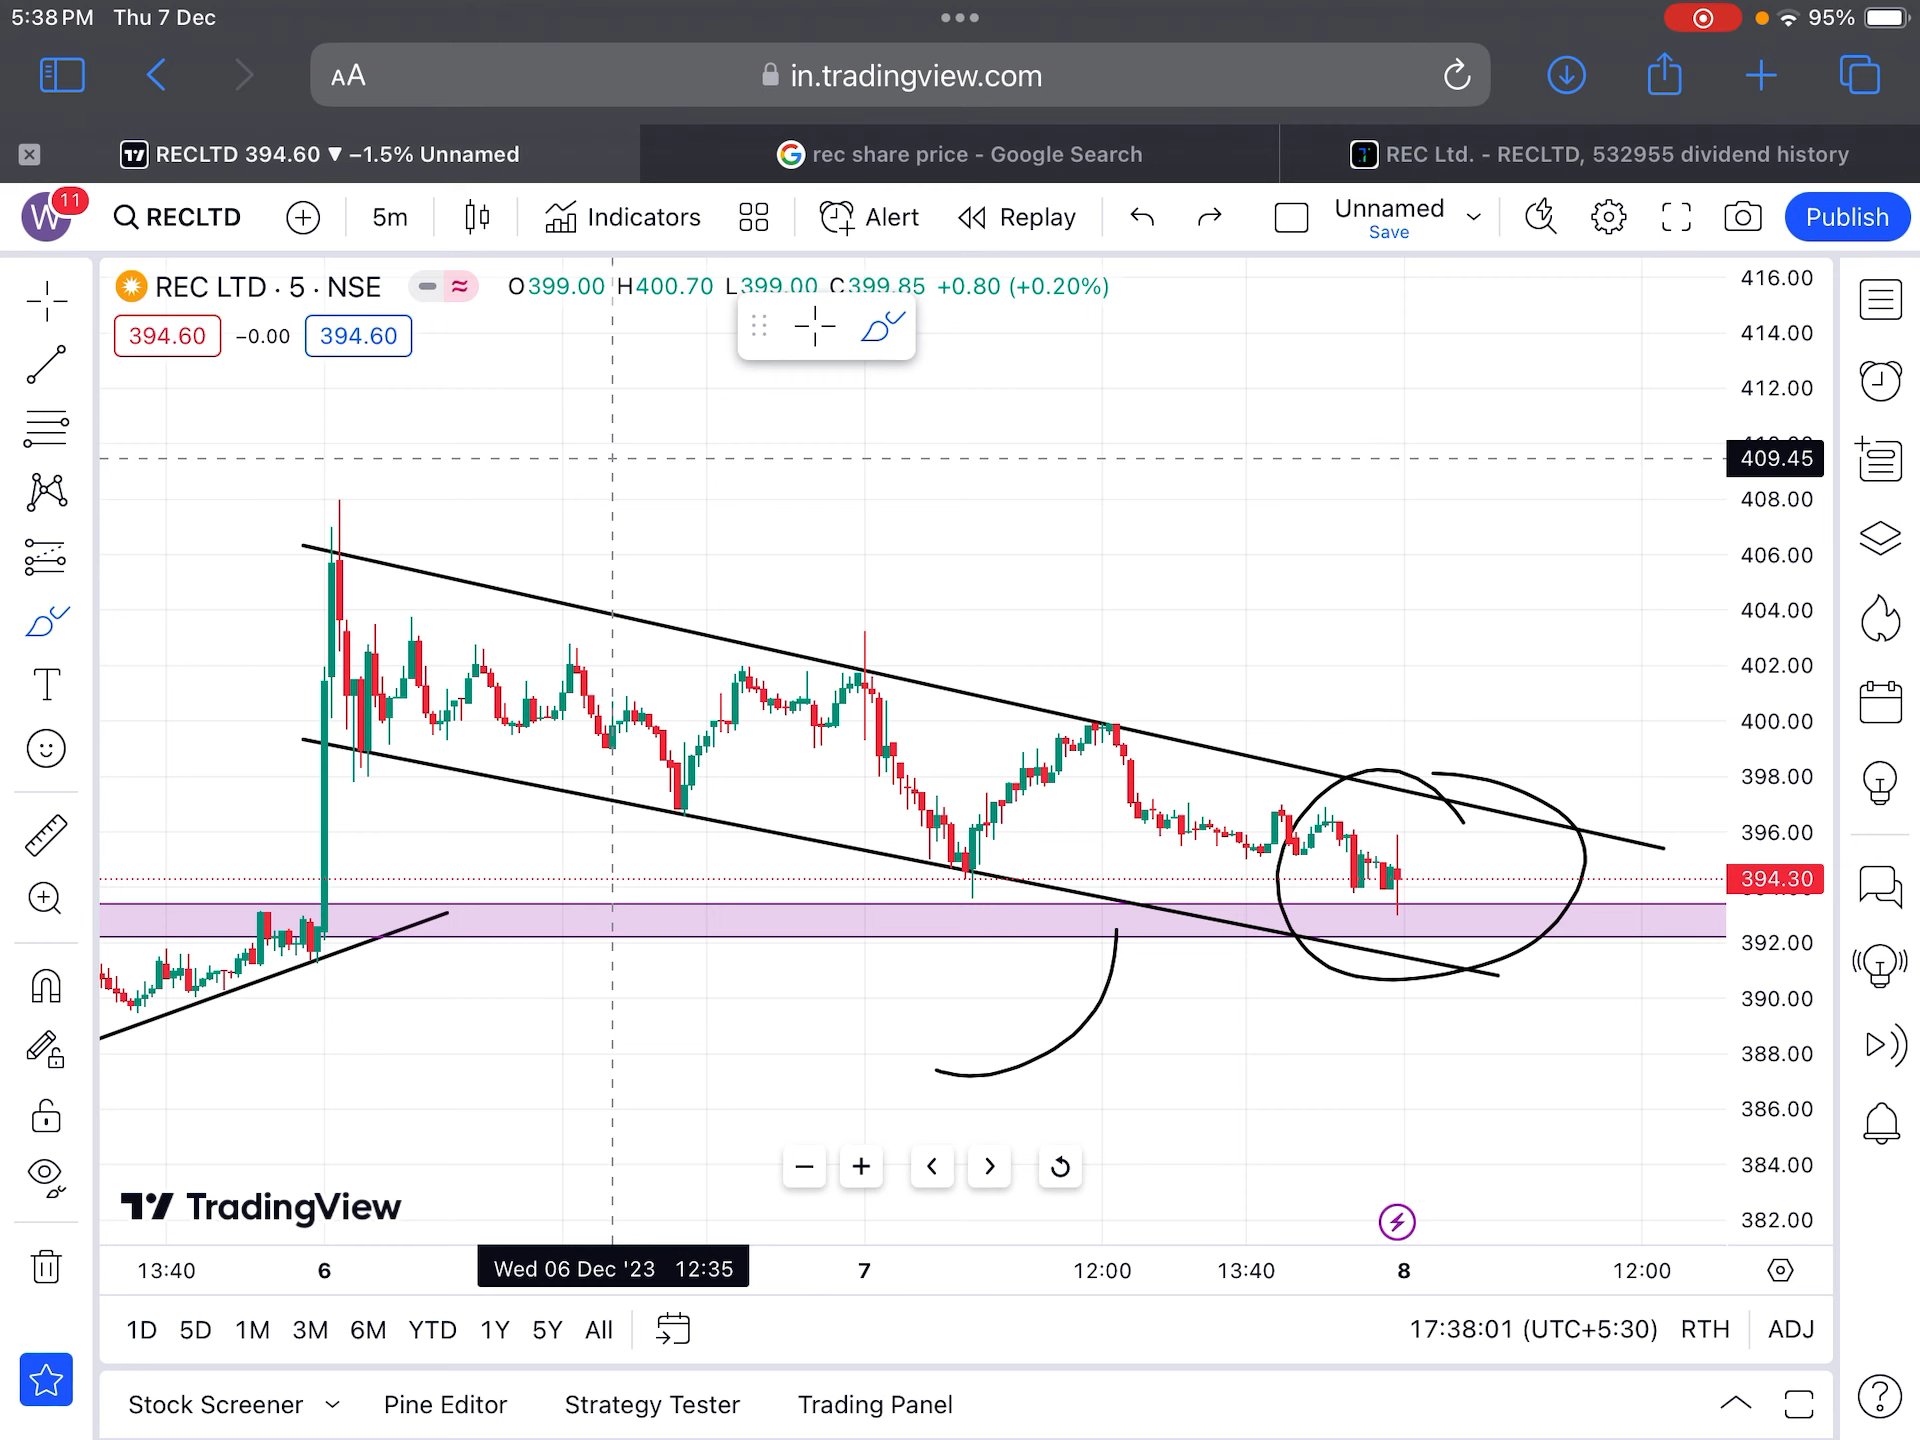 5:38 PM Thu 7 Dec
95%
AA in.tradingview.com
RECLTD 394.60 ▼ −1.5% Unnamed
rec share price - Google Search
REC Ltd. - RECLTD, 532955 dividend history
W 11 RECLTD 5m Indicators Alert Replay Unnamed Save Publish
REC LTD · 5 · NSE O399.00 H400.70 L399.00 C399.85 +0.80 (+0.20%)
394.60 −0.00 394.60
416.00
414.00
412.00
409.45
408.00
406.00
404.00
402.00
400.00
398.00
396.00
394.30
392.00
390.00
388.00
386.00
384.00
382.00
TradingView
13:40 6 Wed 06 Dec '23 12:35 7 12:00 13:40 8 12:00
1D 5D 1M 3M 6M YTD 1Y 5Y All 17:38:01 (UTC+5:30) RTH ADJ
Stock Screener Pine Editor Strategy Tester Trading Panel